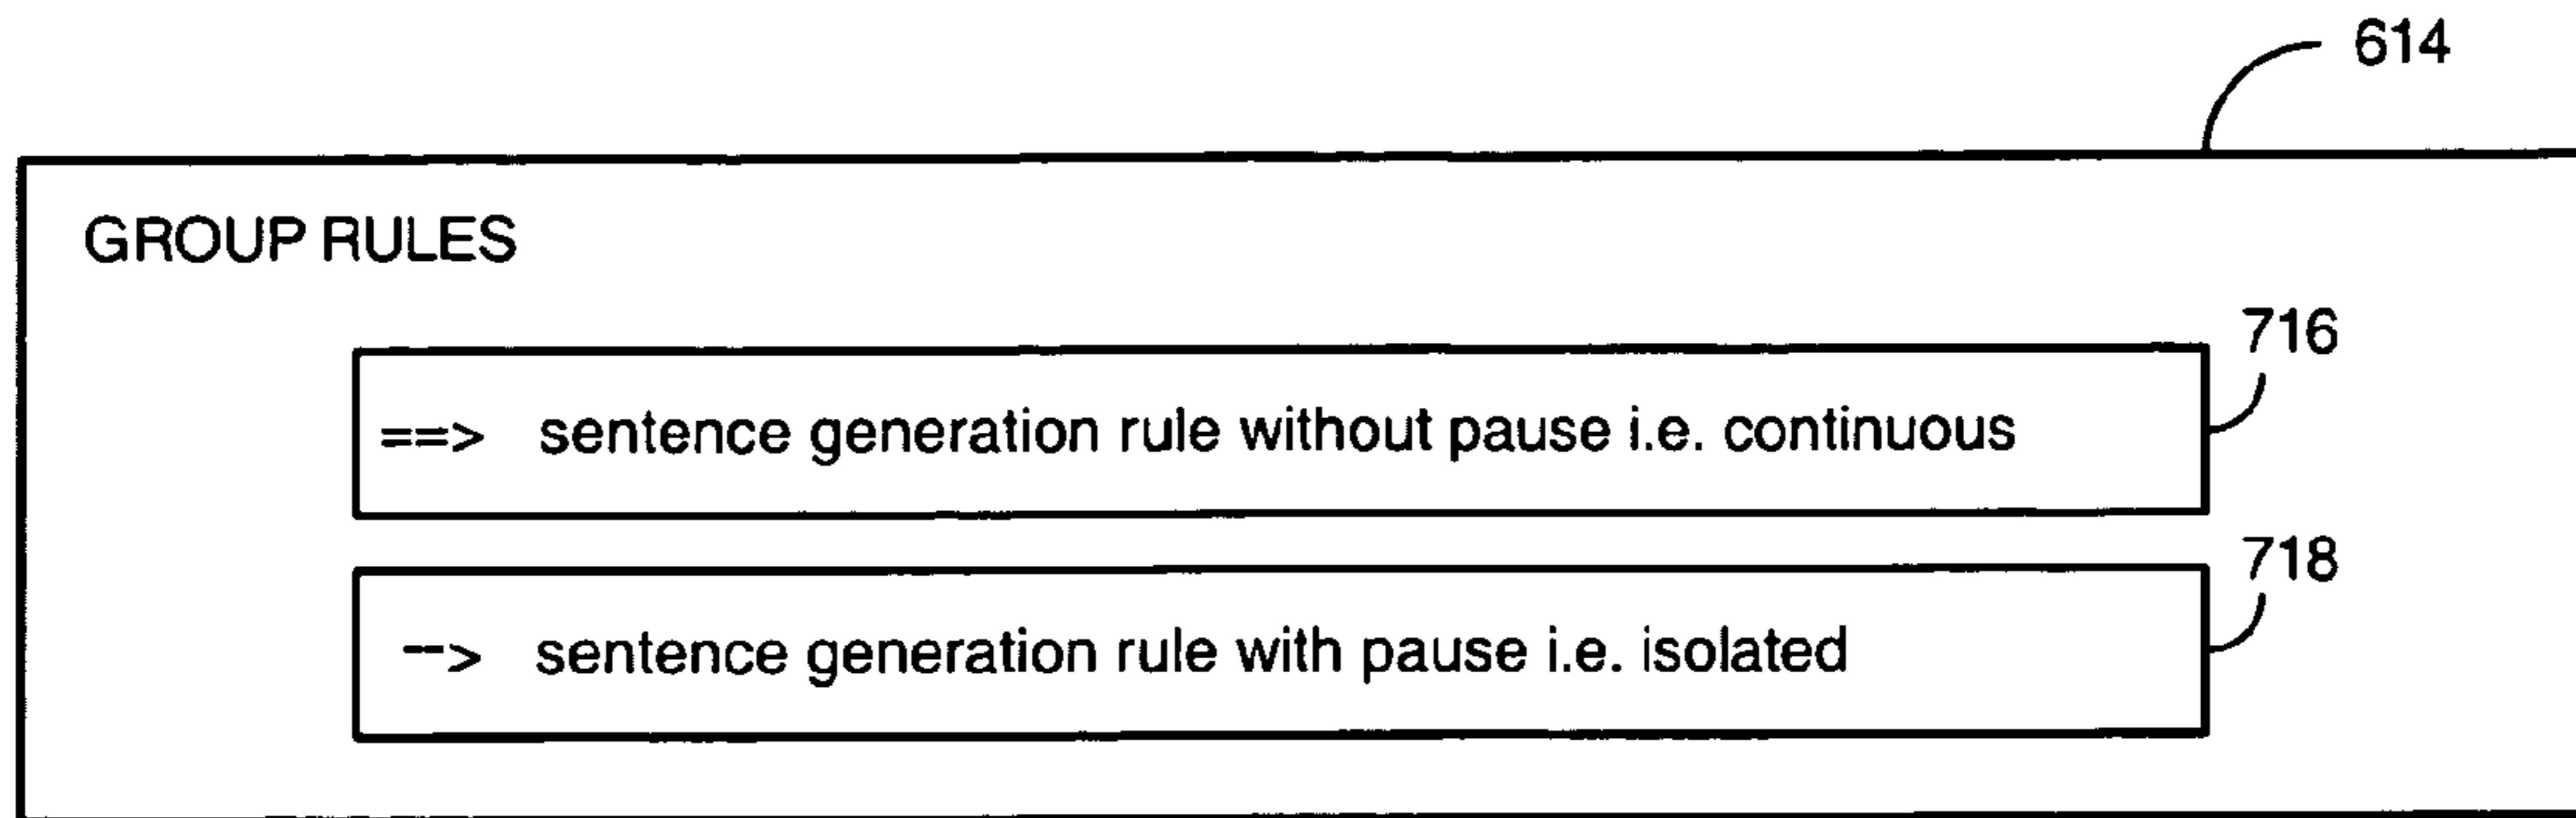 614
GROUP RULES
716
==> sentence generation rule without pause i.e. continuous
718
--> sentence generation rule with pause i.e. isolated